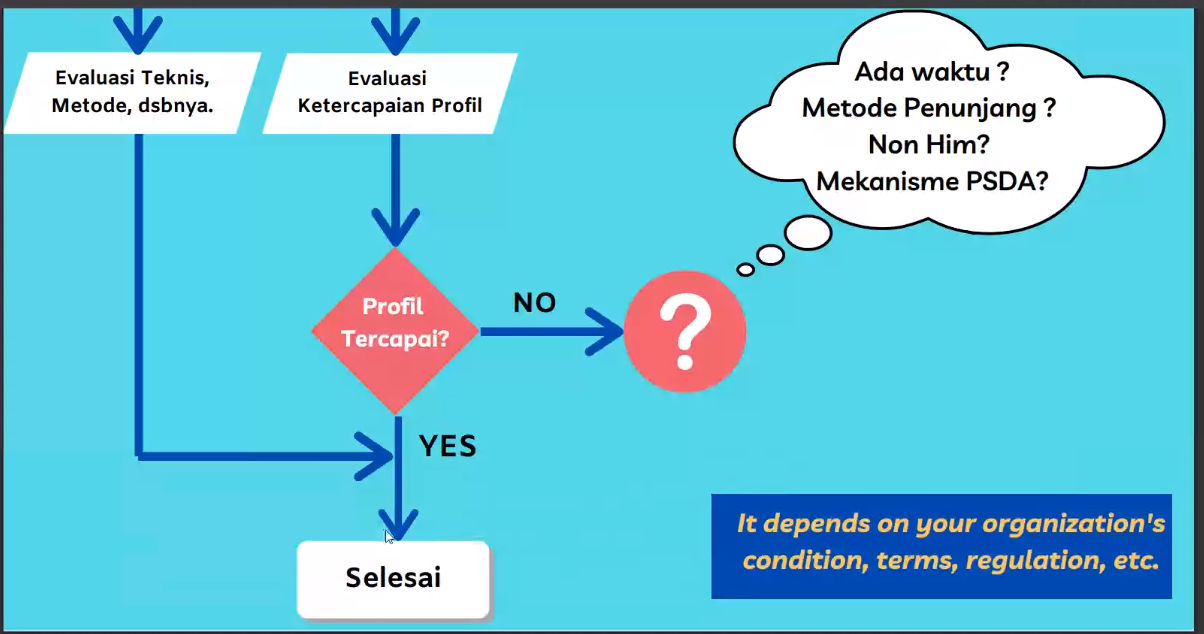 Evaluasi Teknis,
Metode, dsbnya.
Evaluasi
Ketercapaian Profil
Ada waktu ?
Metode Penunjang ?
Non Him?
Mekanisme PSDA?
Profil
Tercapai?
NO
?
YES
Selesai
It depends on your organization's
condition, terms, regulation, etc.